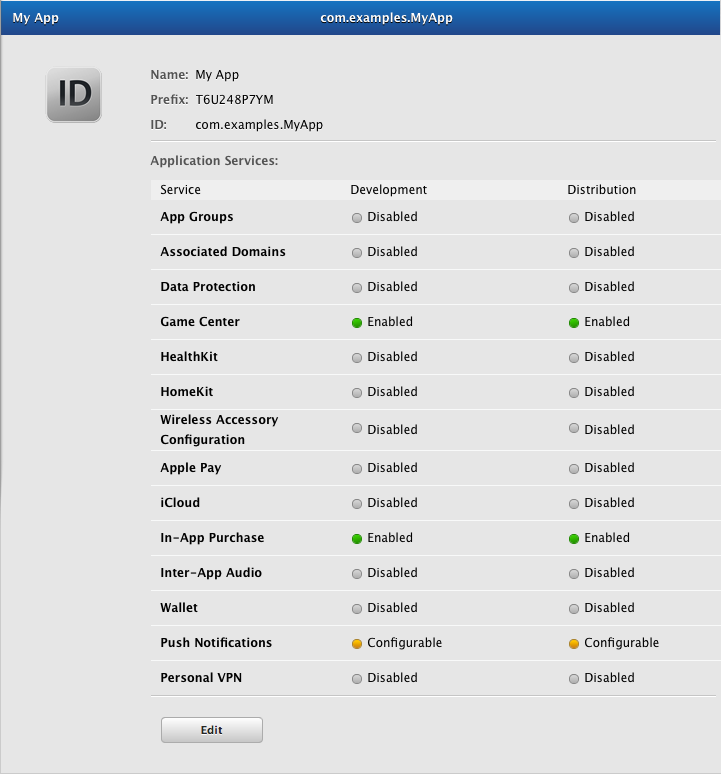 My App com.examples.MyApp
ID
Name: My App
Prefix: T6U248P7YM
ID: com.examples.MyApp
Application Services:
Service Development Distribution
App Groups Disabled Disabled
Associated Domains Disabled Disabled
Data Protection Disabled Disabled
Game Center Enabled Enabled
HealthKit Disabled Disabled
HomeKit Disabled Disabled
Wireless Accessory
Configuration Disabled Disabled
Apple Pay Disabled Disabled
iCloud Disabled Disabled
In-App Purchase Enabled Enabled
Inter-App Audio Disabled Disabled
Wallet Disabled Disabled
Push Notifications Configurable Configurable
Personal VPN Disabled Disabled
Edit